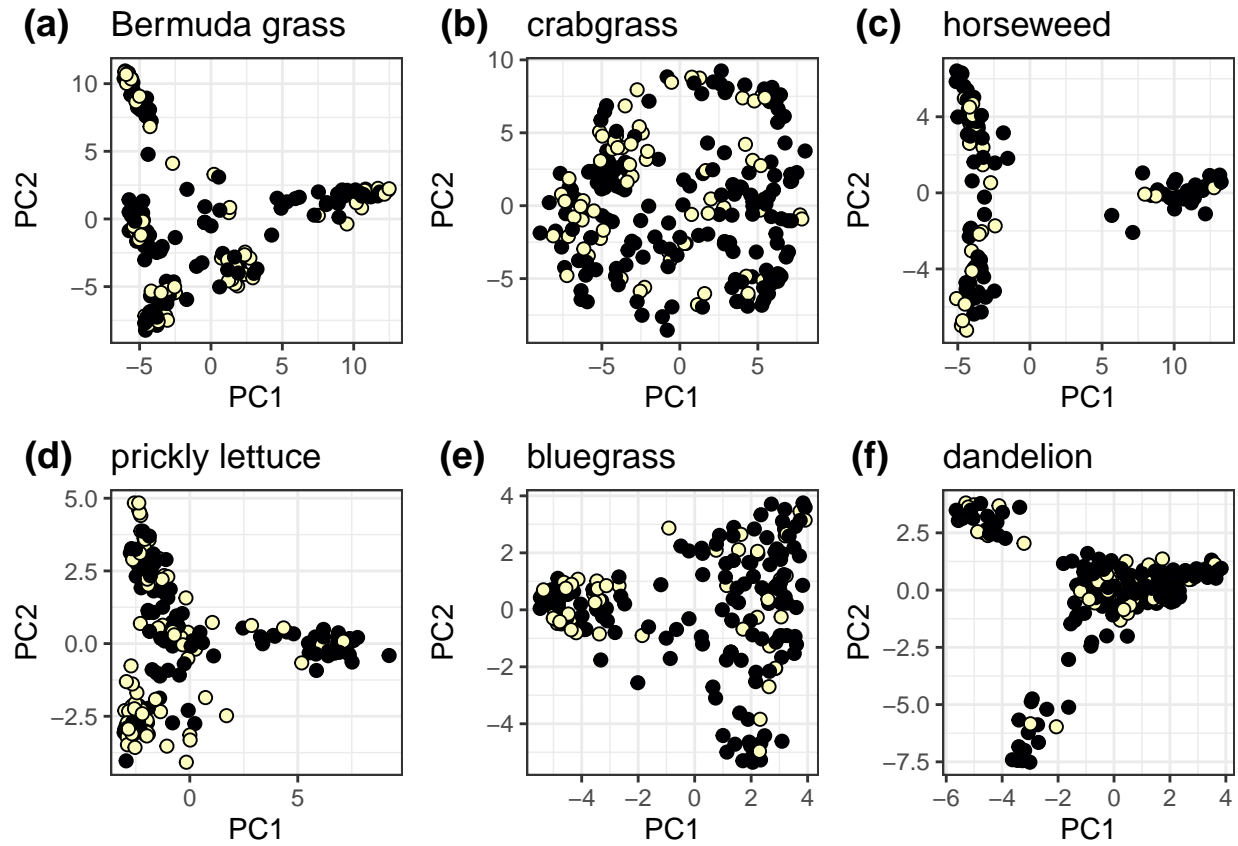 (a) Bermuda grass
10
5
0
−5
PC2
−5 0 5 10
PC1
(b) crabgrass
10
5
0
−5
PC2
−5 0 5
PC1
(c) horseweed
4
0
−4
PC2
−5 0 5 10
PC1
(d) prickly lettuce
5.0
2.5
0.0
−2.5
PC2
0 5
PC1
(e) bluegrass
4
2
0
−2
−4
PC2
−4 −2 0 2 4
PC1
(f) dandelion
2.5
0.0
−2.5
−5.0
−7.5
PC2
−6 −4 −2 0 2 4
PC1